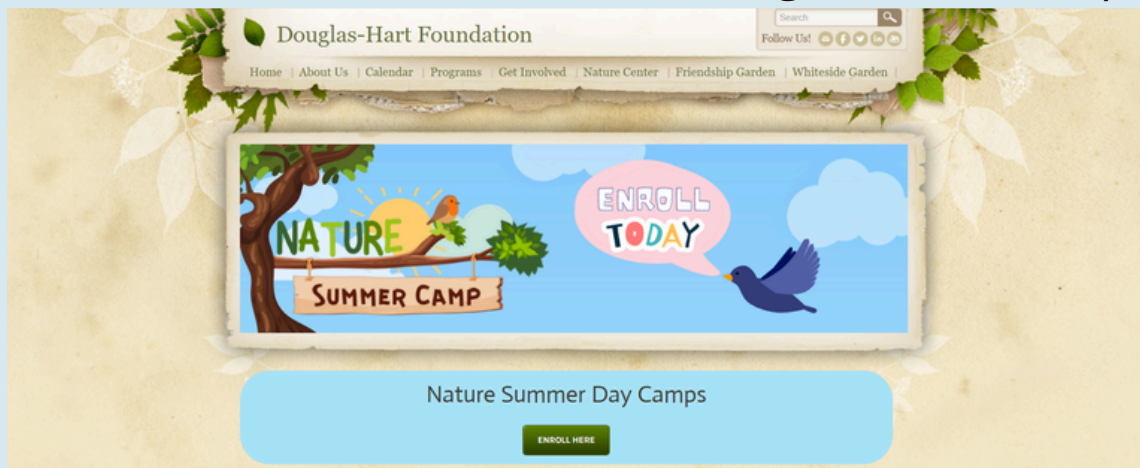 Search
Douglas-Hart Foundation
Follow Us!
Home | About Us | Calendar | Programs | Get Involved | Nature Center | Friendship Garden | Whiteside Garden |
ENROLL
TODAY
NATURE
SUMMER CAMP
Nature Summer Day Camps
ENROLL HERE